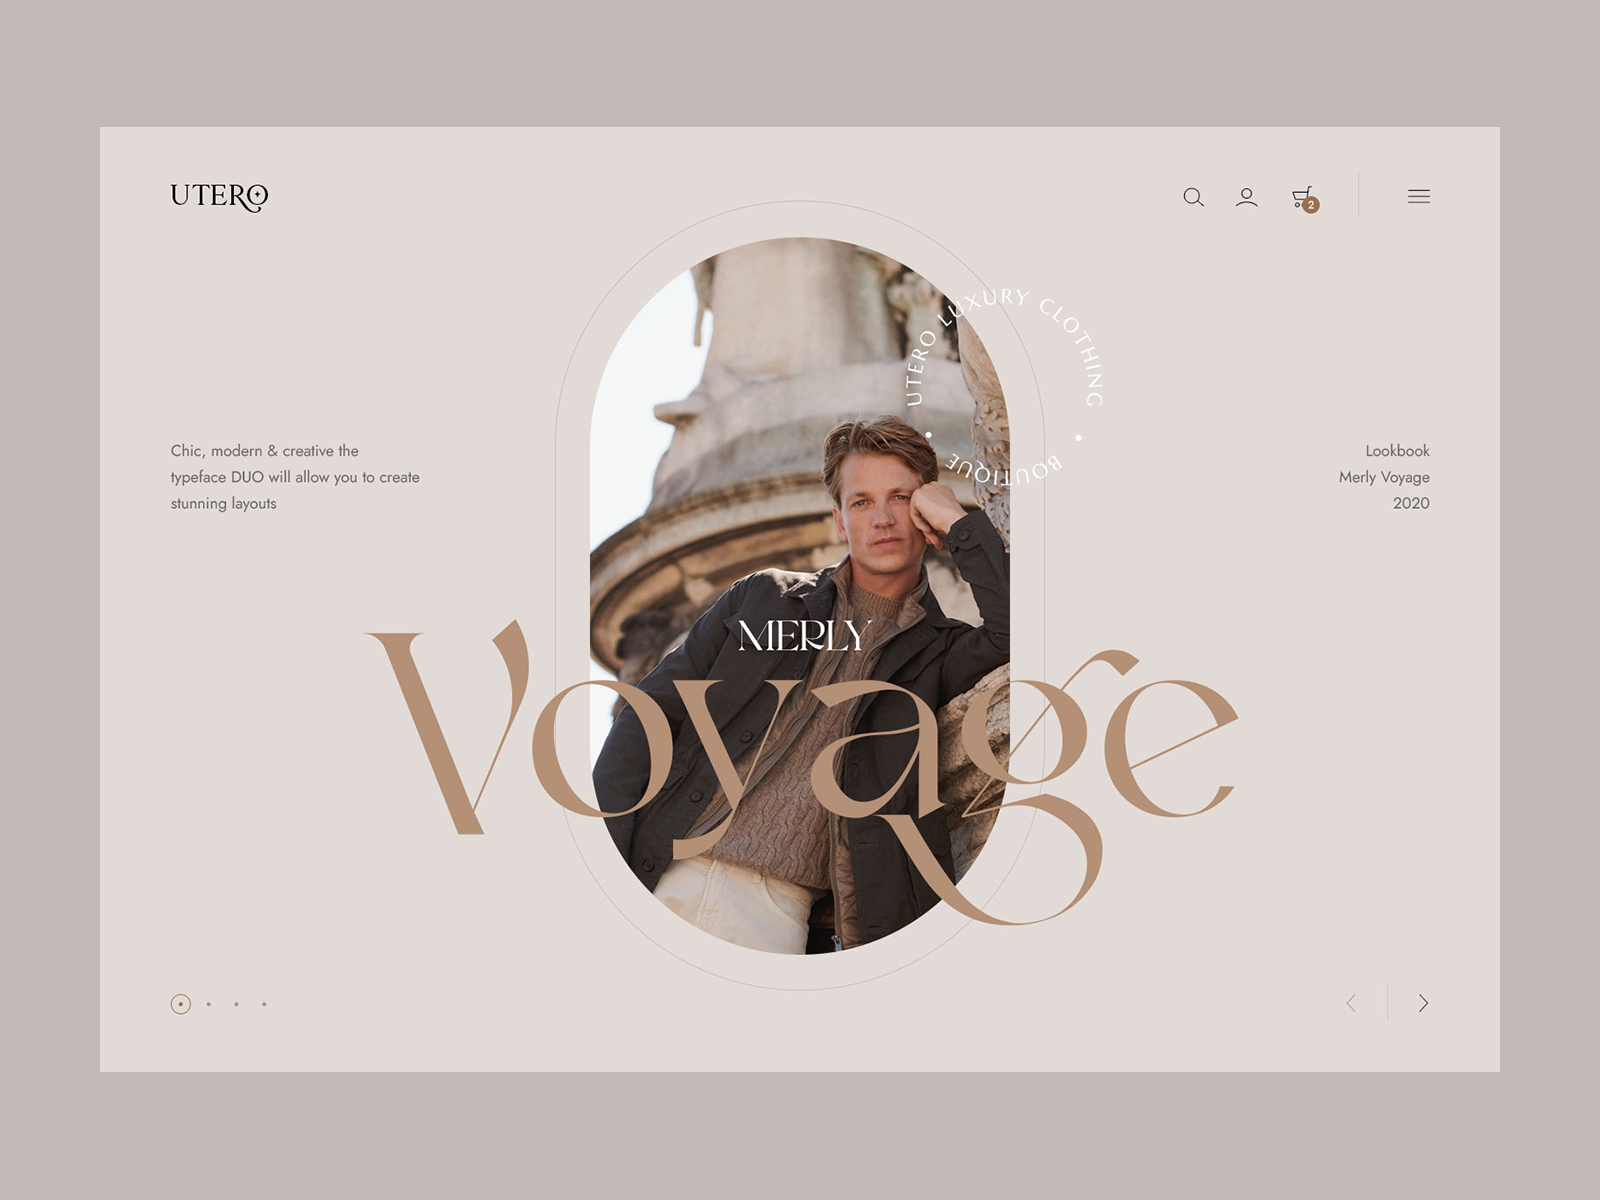 UTERO
2
UTERO LUXURY CLOTHING
• BOUTIQUE •
Chic, modern & creative the
typeface DUO will allow you to create
stunning layouts
Lookbook
Merly Voyage
2020
MERLY
Voyage